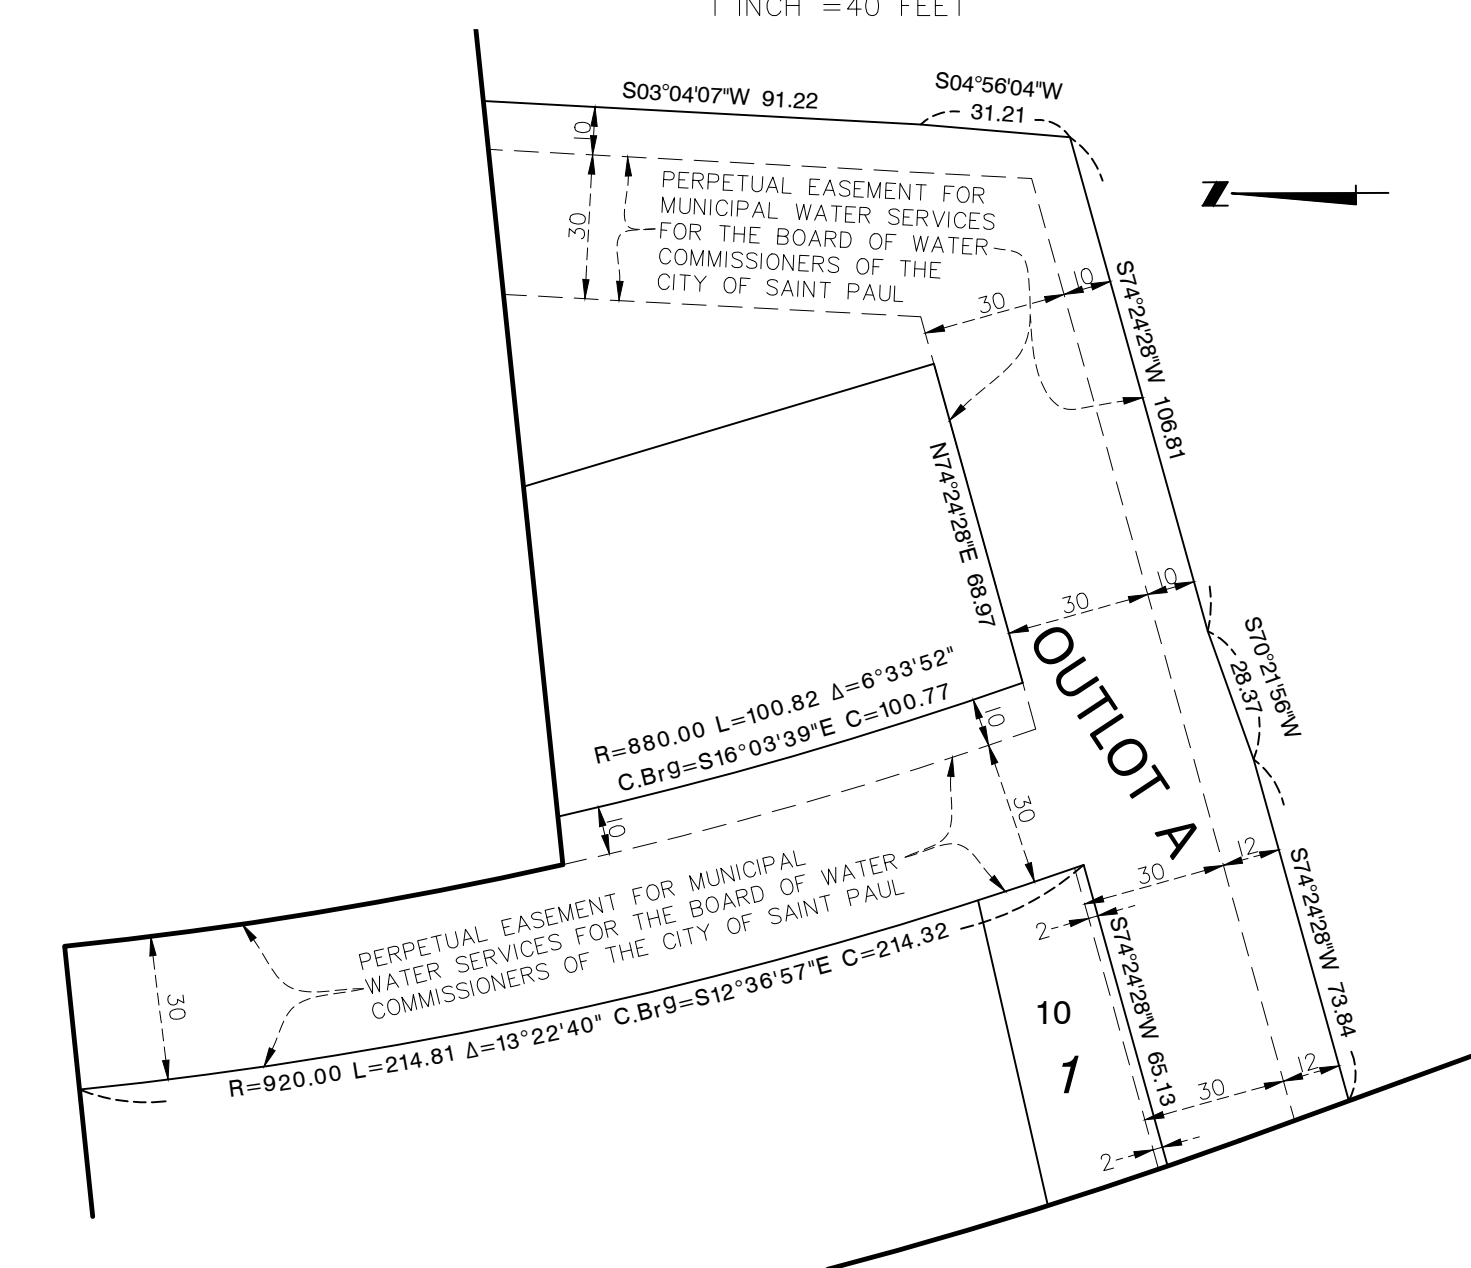 1 INCH =40 FEET
S03°04'07"W 91.22
S04°56'04"W
31.21
10
30
PERPETUAL EASEMENT FOR
MUNICIPAL WATER SERVICES
FOR THE BOARD OF WATER
COMMISSIONERS OF THE
CITY OF SAINT PAUL
Z
30
10
S74°24'28"W 106.81
N74°24'28"E 68.97
30
10
S70°21'56"W
28.37
OUTLOT A
R=880.00 L=100.82 Δ=6°33'52"
C.Brg=S16°03'39"E C=100.77
10
10
30
PERPETUAL EASEMENT FOR MUNICIPAL
WATER SERVICES FOR THE BOARD OF WATER
COMMISSIONERS OF THE CITY OF SAINT PAUL
30
R=920.00 L=214.81 Δ=13°22'40" C.Brg=S12°36'57"E C=214.32
30
12
2
S74°24'28"W 65.13
S74°24'28"W 73.84
10
1
30
12
2